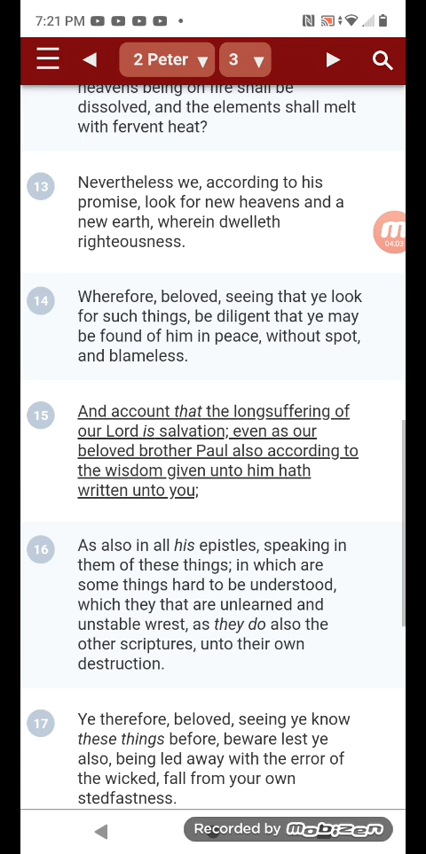 7:21 PM
2 Peter ▼ 3 ▼
heavens being on fire shall be
dissolved, and the elements shall melt
with fervent heat?
13 Nevertheless we, according to his
promise, look for new heavens and a
new earth, wherein dwelleth
righteousness.
m
04:03
14 Wherefore, beloved, seeing that ye look
for such things, be diligent that ye may
be found of him in peace, without spot,
and blameless.
15 And account that the longsuffering of
our Lord is salvation; even as our
beloved brother Paul also according to
the wisdom given unto him hath
written unto you;
16 As also in all his epistles, speaking in
them of these things; in which are
some things hard to be understood,
which they that are unlearned and
unstable wrest, as they do also the
other scriptures, unto their own
destruction.
17 Ye therefore, beloved, seeing ye know
these things before, beware lest ye
also, being led away with the error of
the wicked, fall from your own
stedfastness.
Recorded by Mobizen